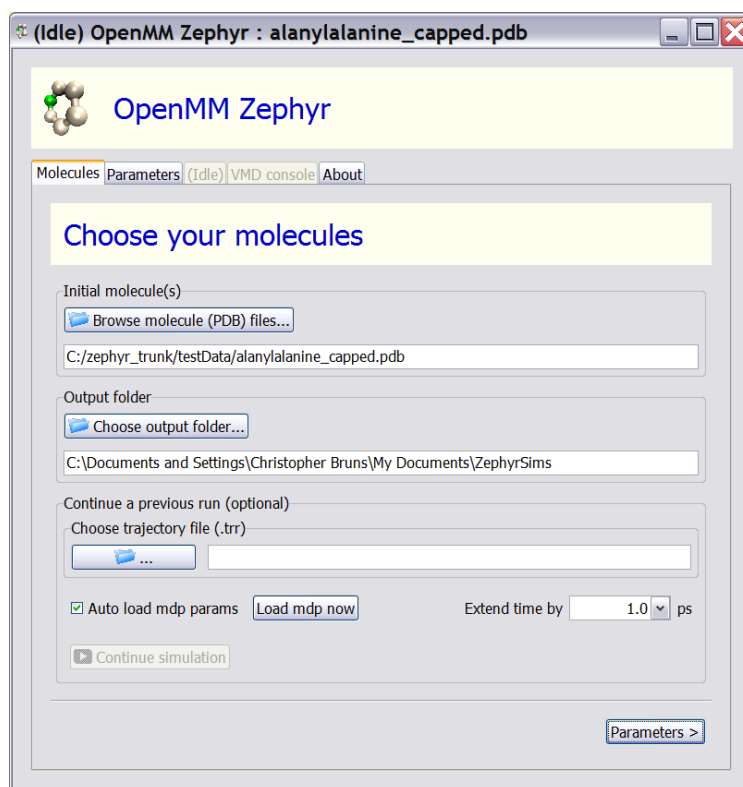 (Idle) OpenMM Zephyr : alanylalanine_capped.pdb
OpenMM Zephyr
Molecules Parameters (Idle) VMD console About
Choose your molecules
Initial molecule(s)
Browse molecule (PDB) files...
C:/zephyr_trunk/testData/alanylalanine_capped.pdb
Output folder
Choose output folder...
C:\Documents and Settings\Christopher Bruns\My Documents\ZephyrSims
Continue a previous run (optional)
Choose trajectory file (.trr)
...
Auto load mdp params Load mdp now Extend time by 1.0 ps
Continue simulation
Parameters >